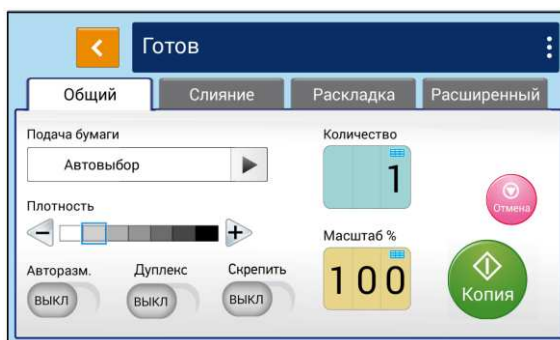 Готов
Общий Слияние Раскладка Расширенный
Подача бумаги
Автовыбор
Количество
1
Отмена
Плотность
Масштаб %
100
Авторазм. Дуплекс Скрепить
ВЫКЛ ВЫКЛ ВЫКЛ
Копия